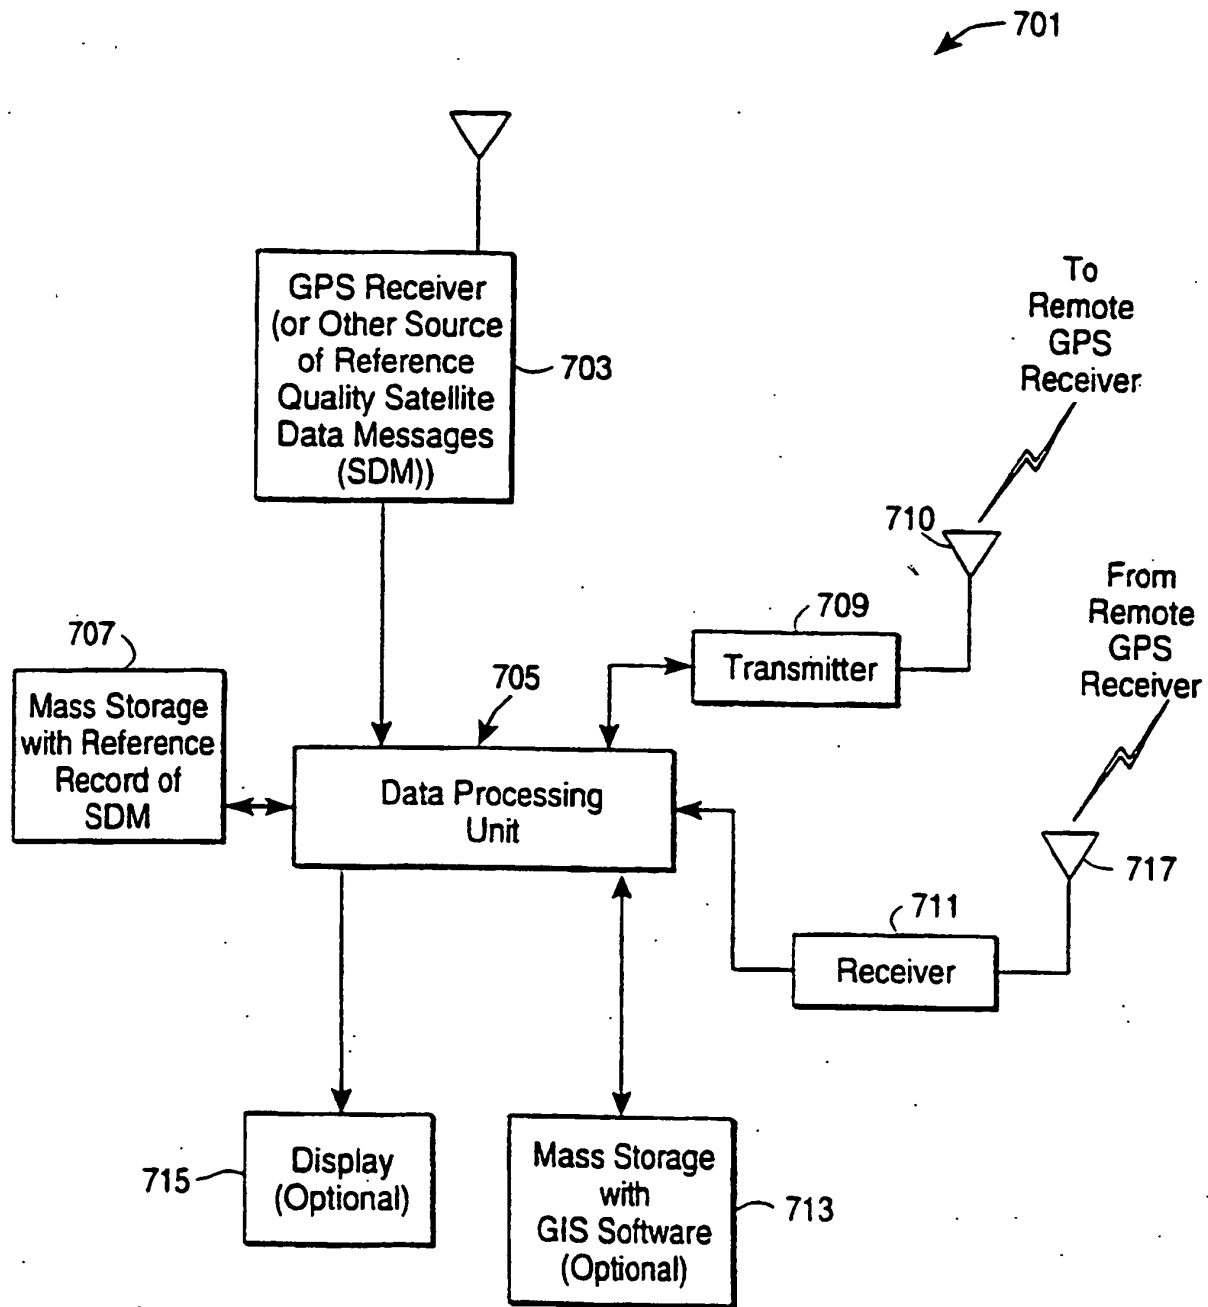 701
GPS Receiver
(or Other Source
of Reference
Quality Satellite
Data Messages
(SDM))
703
To
Remote
GPS
Receiver
710
From
Remote
GPS
Receiver
709
Transmitter
707
Mass Storage
with Reference
Record of
SDM
705
Data Processing
Unit
717
711
Receiver
715
Display
(Optional)
Mass Storage
with
GIS Software
(Optional)
713